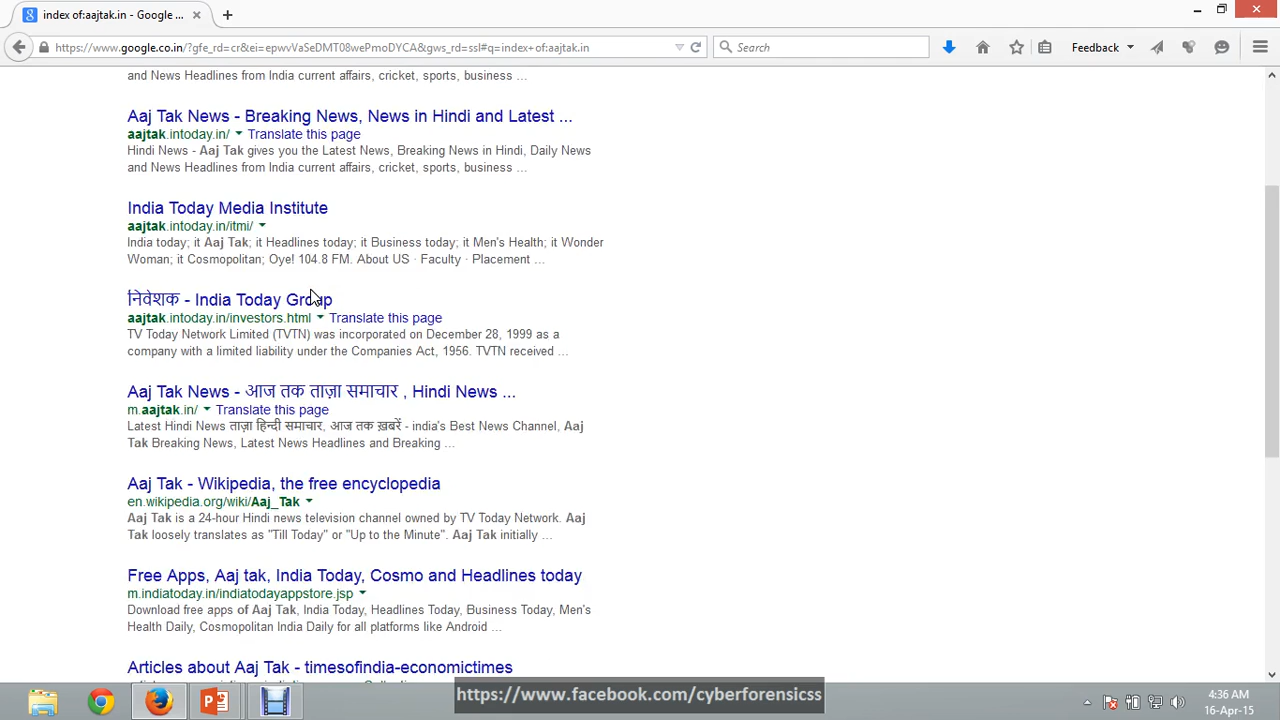 index of:aajtak.in - Google ...
https://www.google.co.in/?gfe_rd=cr&ei=epwvVaSeDMT08wePmoDYCA&gws_rd=ssl#q=index+of:aajtak.in
Search
Feedback
and News Headlines from India current affairs, cricket, sports, business ...
Aaj Tak News - Breaking News, News in Hindi and Latest ...
aajtak.intoday.in/ Translate this page
Hindi News - Aaj Tak gives you the Latest News, Breaking News in Hindi, Daily News
and News Headlines from India current affairs, cricket, sports, business ...
India Today Media Institute
aajtak.intoday.in/itmi/
India today; it Aaj Tak; it Headlines today; it Business today; it Men's Health; it Wonder
Woman; it Cosmopolitan; Oye! 104.8 FM. About US · Faculty · Placement ...
निवेशक - India Today Group
aajtak.intoday.in/investors.html Translate this page
TV Today Network Limited (TVTN) was incorporated on December 28, 1999 as a
company with a limited liability under the Companies Act, 1956. TVTN received ...
Aaj Tak News - आज तक ताज़ा समाचार , Hindi News ...
m.aajtak.in/ Translate this page
Latest Hindi News ताज़ा हिन्दी समाचार, आज तक ख़बरें - india's Best News Channel, Aaj
Tak Breaking News, Latest News Headlines and Breaking ...
Aaj Tak - Wikipedia, the free encyclopedia
en.wikipedia.org/wiki/Aaj_Tak
Aaj Tak is a 24-hour Hindi news television channel owned by TV Today Network. Aaj
Tak loosely translates as "Till Today" or "Up to the Minute". Aaj Tak initially ...
Free Apps, Aaj tak, India Today, Cosmo and Headlines today
m.indiatoday.in/indiatodayappstore.jsp
Download free apps of Aaj Tak, India Today, Headlines Today, Business Today, Men's
Health Daily, Cosmopolitan India Daily for all platforms like Android ...
Articles about Aaj Tak - timesofindia-economictimes
https://www.facebook.com/cyberforensicss
4:36 AM
16-Apr-15